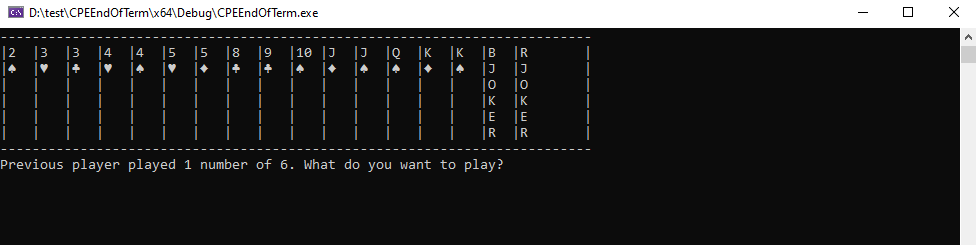 D:\test\CPEEndOfTerm\x64\Debug\CPEEndOfTerm.exe
-------------------------------------------------------------------------
|2  |3  |3  |4  |4  |5  |5  |8  |9  |10 |J  |J  |Q  |K  |K  |B  |R       |
|♠  |♥  |♣  |♥  |♠  |♥  |♦  |♣  |♣  |♠  |♦  |♠  |♠  |♦  |♠  |J  |J       |
|   |   |   |   |   |   |   |   |   |   |   |   |   |   |   |O  |O       |
|   |   |   |   |   |   |   |   |   |   |   |   |   |   |   |K  |K       |
|   |   |   |   |   |   |   |   |   |   |   |   |   |   |   |E  |E       |
|   |   |   |   |   |   |   |   |   |   |   |   |   |   |   |R  |R       |
-------------------------------------------------------------------------
Previous player played 1 number of 6. What do you want to play?